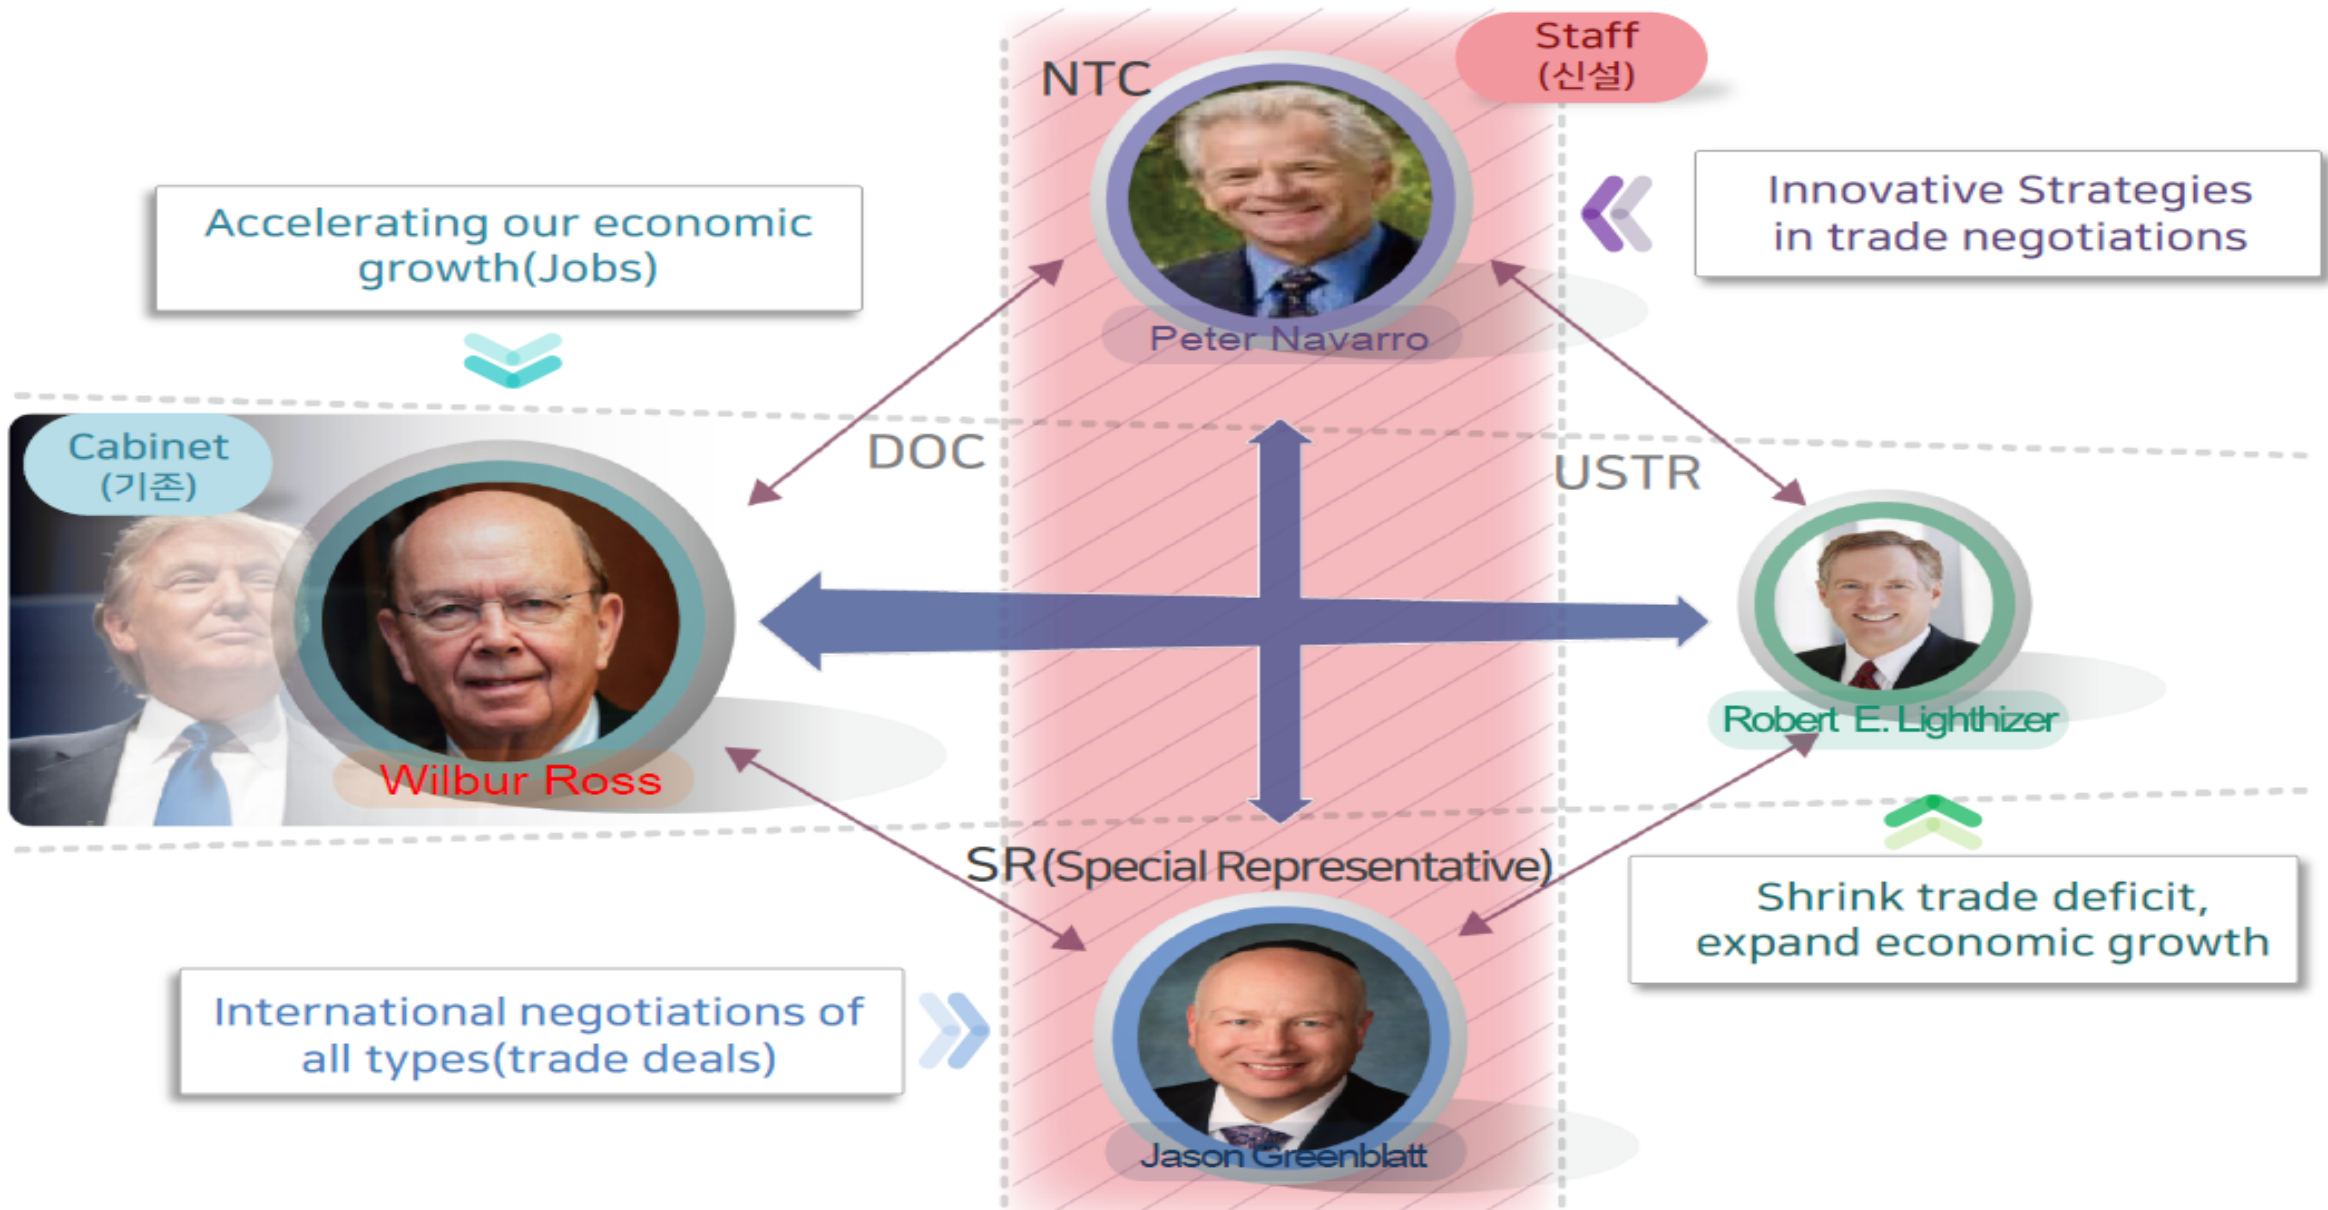 Staff
(신설)
NTC
Innovative Strategies
in trade negotiations
Accelerating our economic
growth(Jobs)
Peter Navarro
Cabinet
(기존)
DOC
USTR
Robert E. Lighthizer
Wilbur Ross
SR(Special Representative)
Shrink trade deficit,
expand economic growth
International negotiations of
all types(trade deals)
Jason Greenblatt